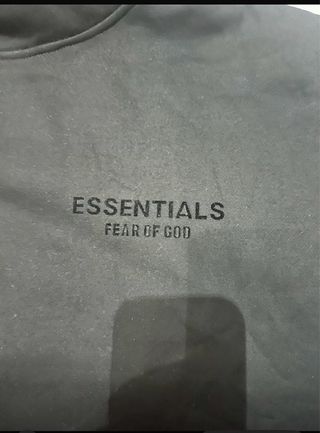 ESSENTIALS
FEAR OF GOD